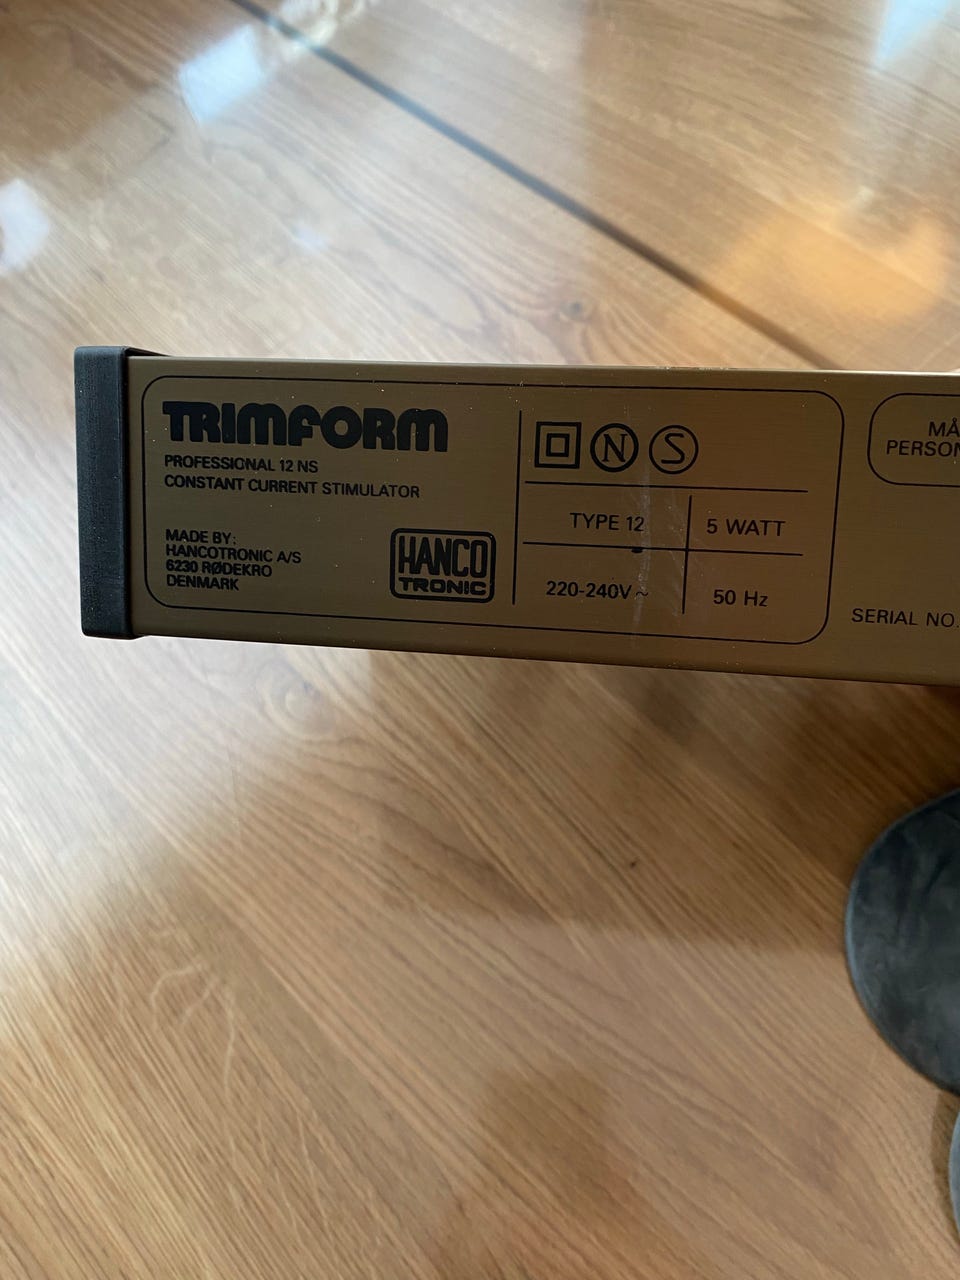 TRIMFORM
PROFESSIONAL 12 NS
CONSTANT CURRENT STIMULATOR
MADE BY:
HANCOTRONIC A/S
6230 RØDEKRO
DENMARK
HANCO
TRONIC
N S
TYPE 12
5 WATT
220-240V~
50 Hz
MÅ
PERSON
SERIAL NO.